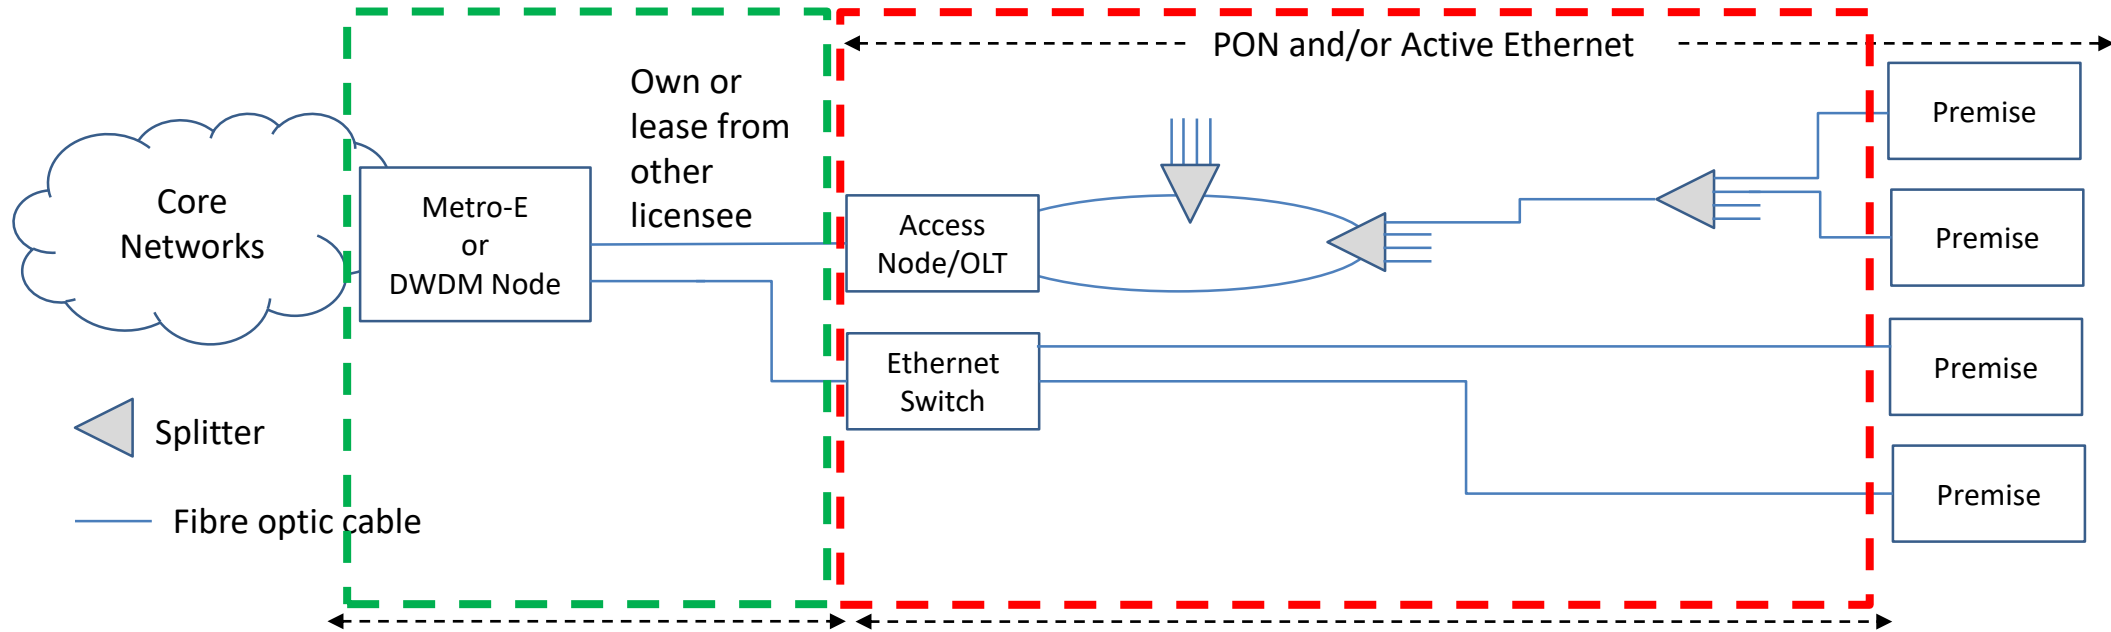 PON and/or Active Ethernet
Own or
lease from
other
licensee
Core
Networks
Metro-E
or
DWDM Node
Access
Node/OLT
Ethernet
Switch
Premise
Premise
Premise
Premise
Splitter
Fibre optic cable